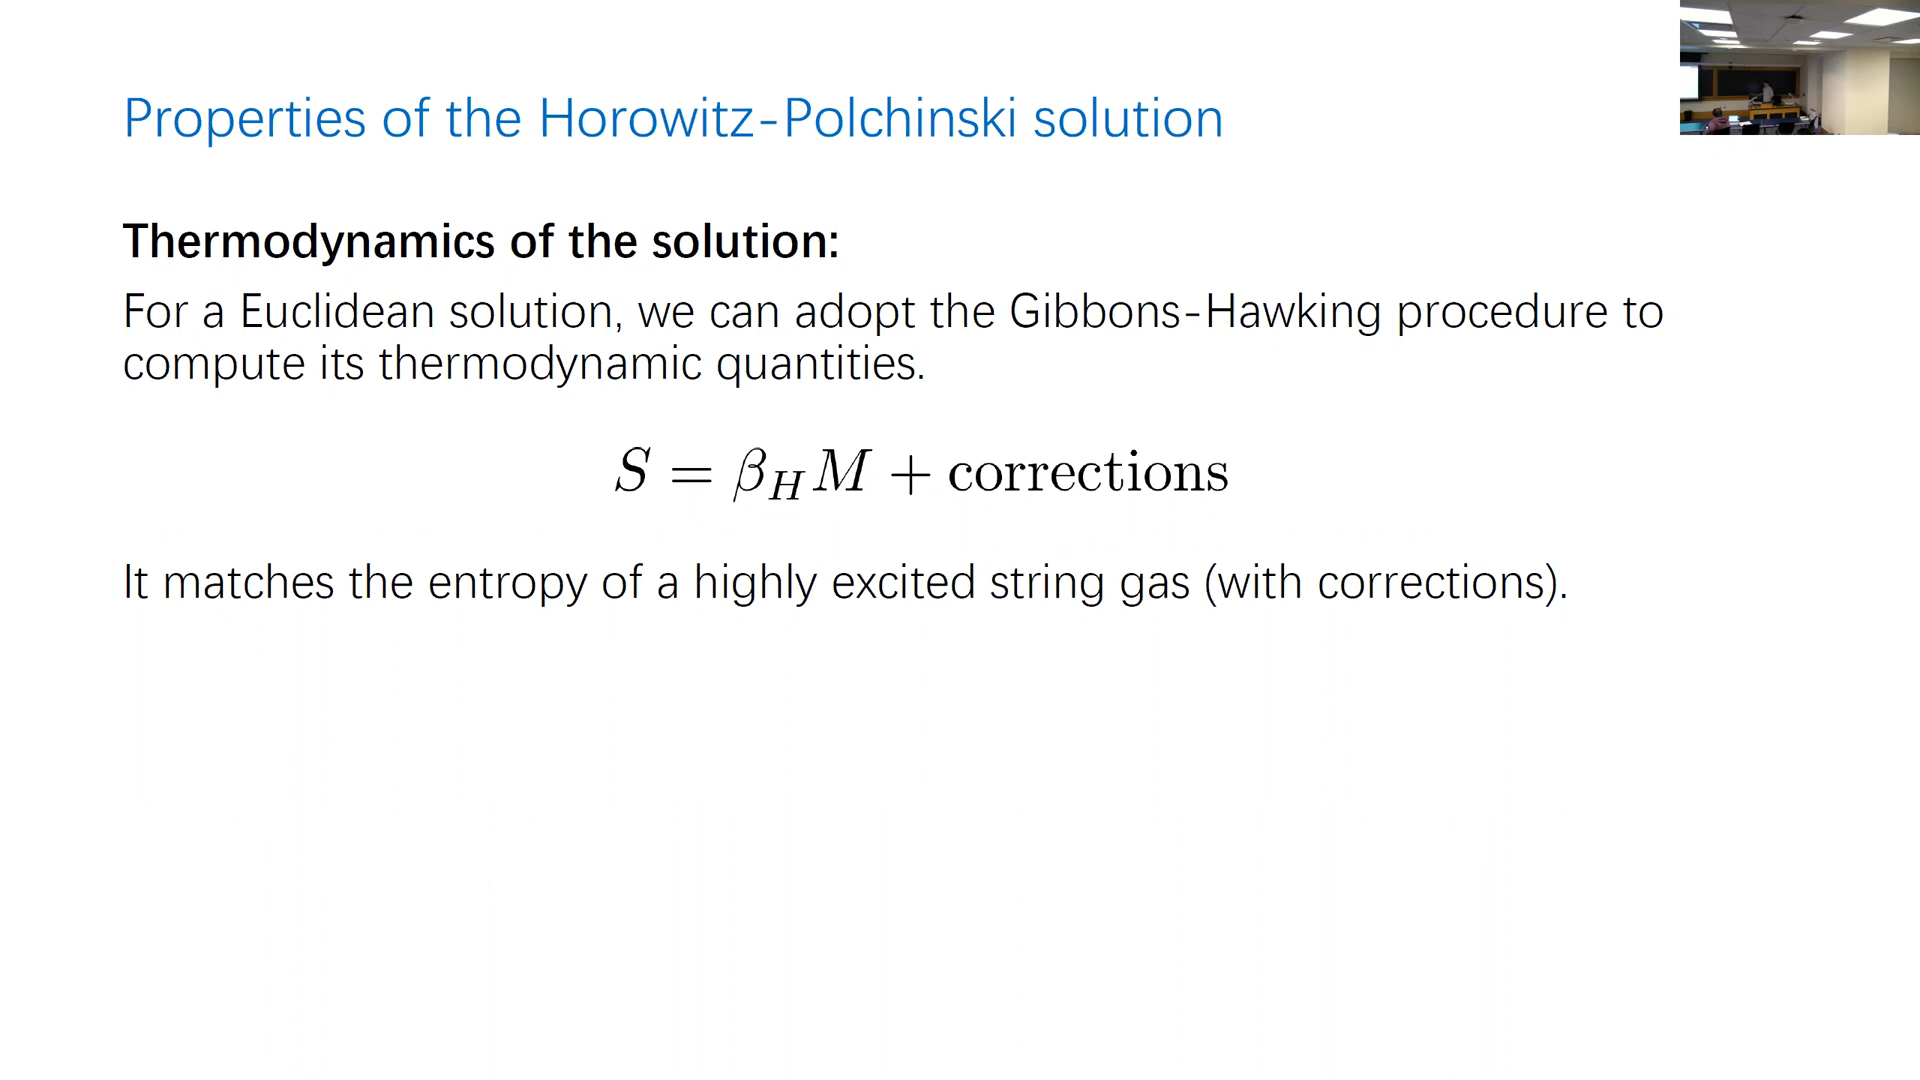 Properties of the Horowitz-Polchinski solution
Thermodynamics of the solution:
For a Euclidean solution, we can adopt the Gibbons-Hawking procedure to
compute its thermodynamic quantities.
S = β_H M + corrections
It matches the entropy of a highly excited string gas (with corrections).